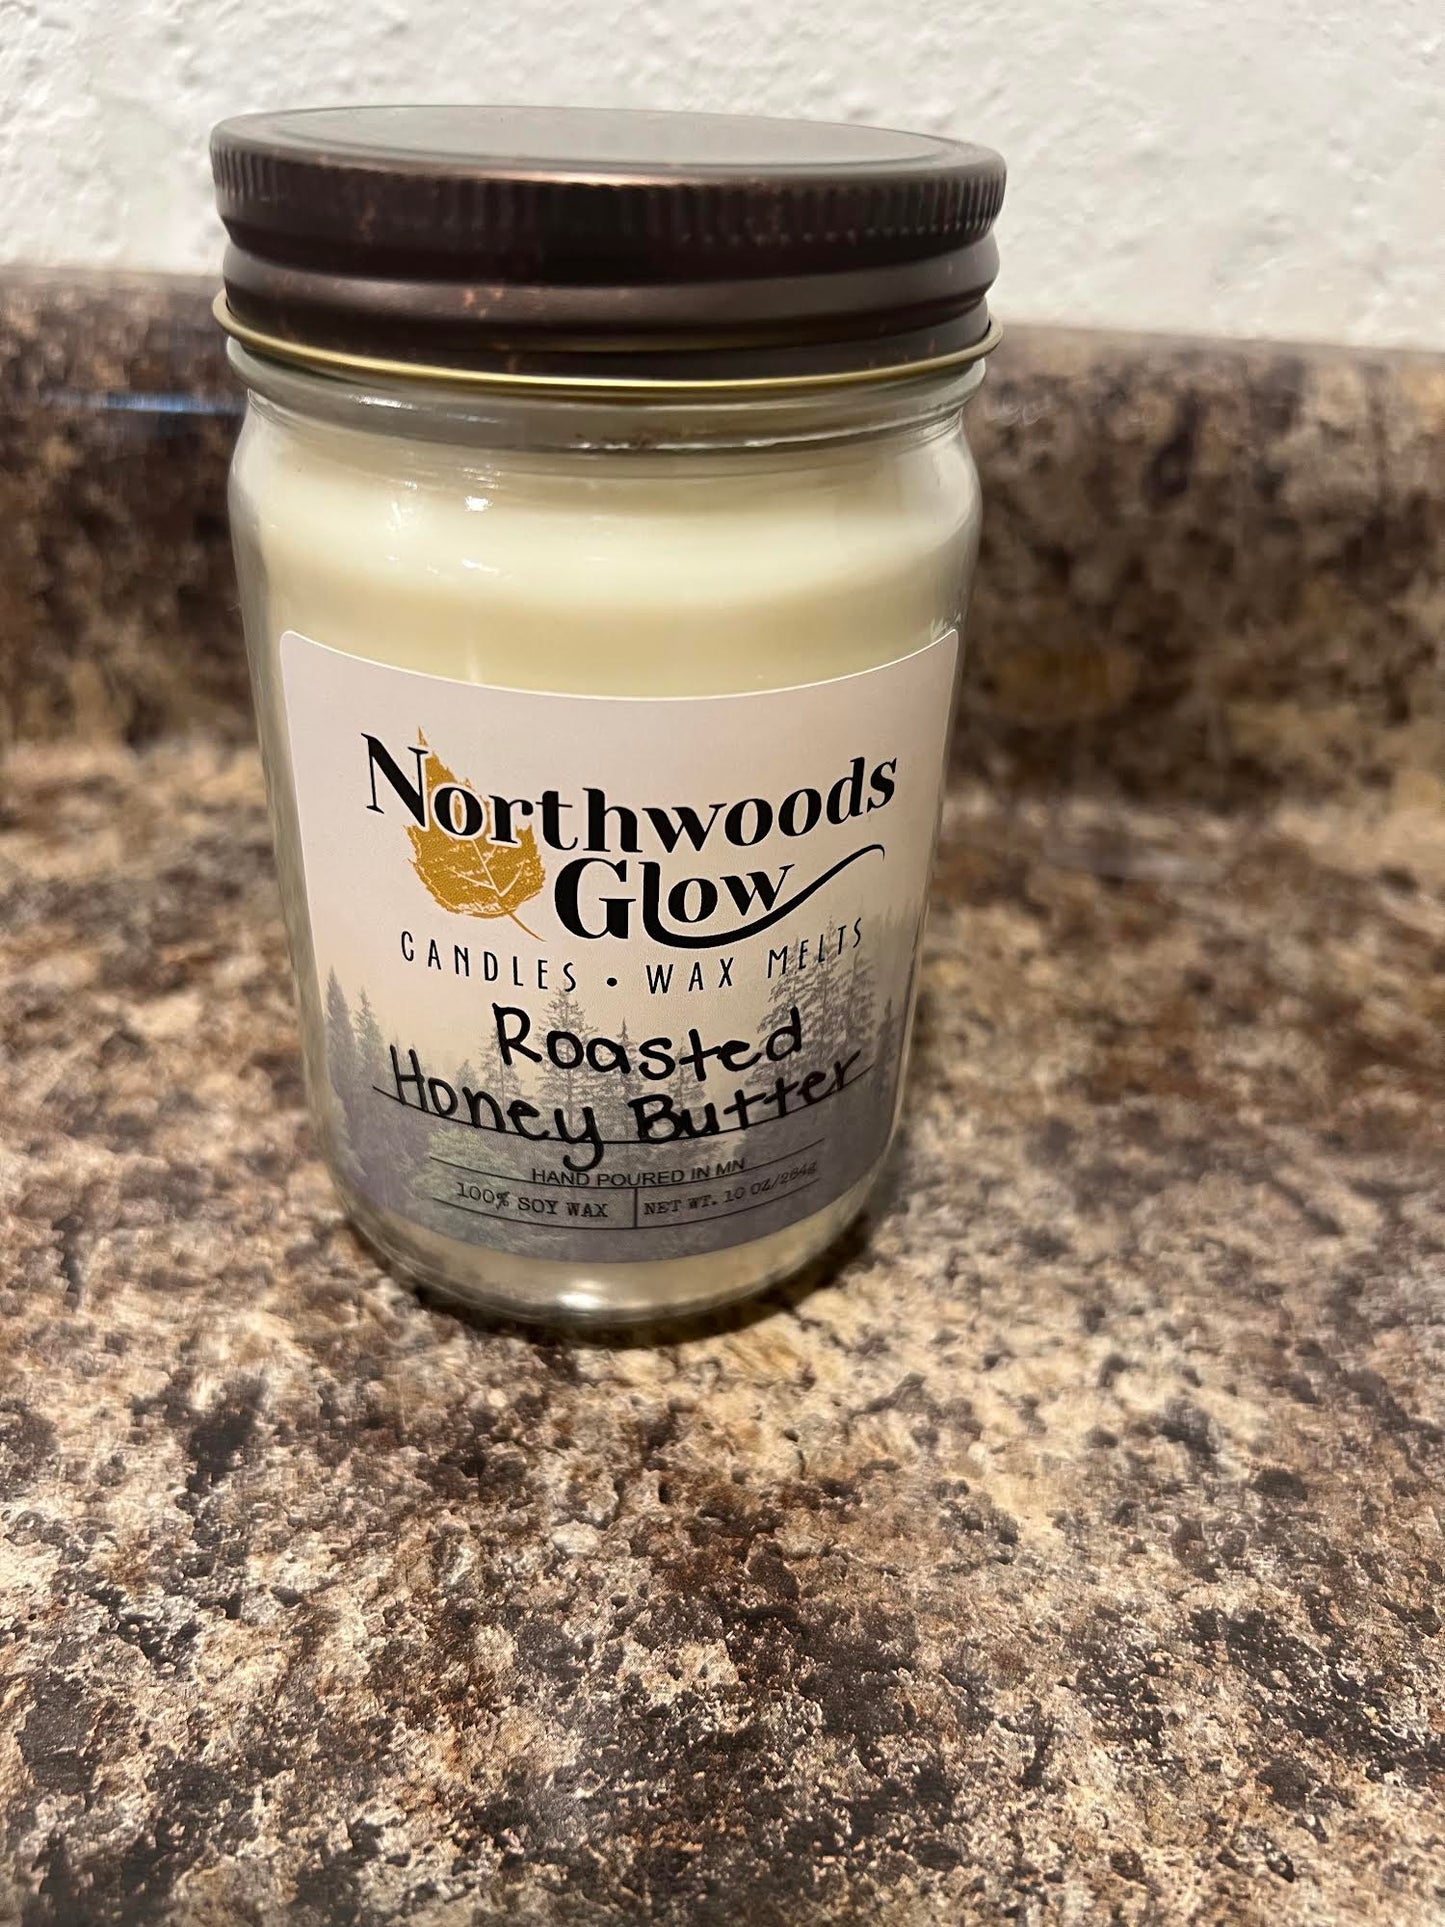 Northwoods
Glow
CANDLES • WAX MELTS
Roasted
Honey Butter
HAND POURED IN MN
100% SOY WAX
NET WT. 10 OZ/284g